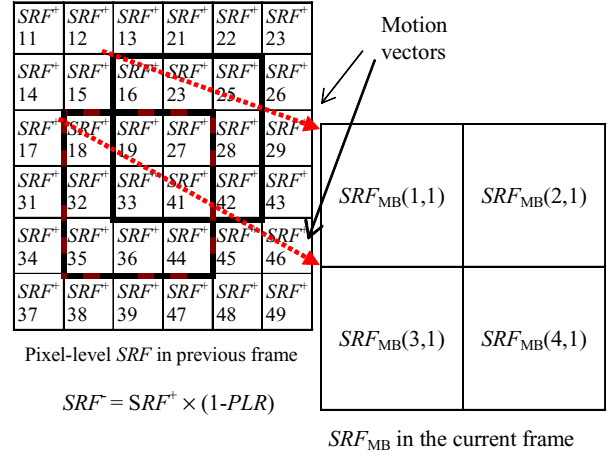 SRF+ SRF+ SRF+ SRF+ SRF+ SRF+
11 12 13 21 22 23
SRF+ SRF+ SRF+ SRF+ SRF+ SRF+
14 15 16 23 25 26
SRF+ SRF+ SRF+ SRF+ SRF+ SRF+
17 18 19 27 28 29
SRF+ SRF+ SRF+ SRF+ SRF+ SRF+
31 32 33 41 42 43
SRF+ SRF+ SRF+ SRF+ SRF+ SRF+
34 35 36 44 45 46
SRF+ SRF+ SRF+ SRF+ SRF+ SRF+
37 38 39 47 48 49
Motion
vectors
SRF_MB(1,1) SRF_MB(2,1)
SRF_MB(3,1) SRF_MB(4,1)
Pixel-level SRF in previous frame
SRF- = SRF+ × (1-PLR)
SRF_MB in the current frame